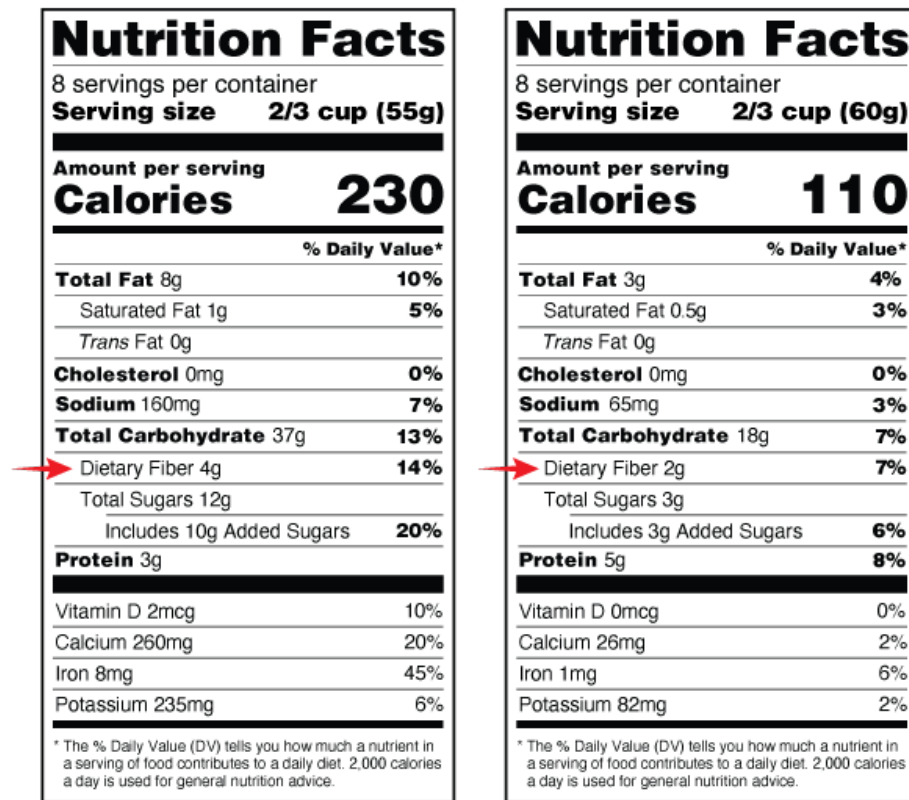 Nutrition Facts
8 servings per container
Serving size 2/3 cup (55g)
Amount per serving
Calories 230
% Daily Value*
Total Fat 8g 10%
Saturated Fat 1g 5%
Trans Fat 0g
Cholesterol 0mg 0%
Sodium 160mg 7%
Total Carbohydrate 37g 13%
Dietary Fiber 4g 14%
Total Sugars 12g
Includes 10g Added Sugars 20%
Protein 3g
Vitamin D 2mcg 10%
Calcium 260mg 20%
Iron 8mg 45%
Potassium 235mg 6%
* The % Daily Value (DV) tells you how much a nutrient in
a serving of food contributes to a daily diet. 2,000 calories
a day is used for general nutrition advice.
Nutrition Facts
8 servings per container
Serving size 2/3 cup (60g)
Amount per serving
Calories 110
% Daily Value*
Total Fat 3g 4%
Saturated Fat 0.5g 3%
Trans Fat 0g
Cholesterol 0mg 0%
Sodium 65mg 3%
Total Carbohydrate 18g 7%
Dietary Fiber 2g 7%
Total Sugars 3g
Includes 3g Added Sugars 6%
Protein 5g 8%
Vitamin D 0mcg 0%
Calcium 26mg 2%
Iron 1mg 6%
Potassium 82mg 2%
* The % Daily Value (DV) tells you how much a nutrient in
a serving of food contributes to a daily diet. 2,000 calories
a day is used for general nutrition advice.